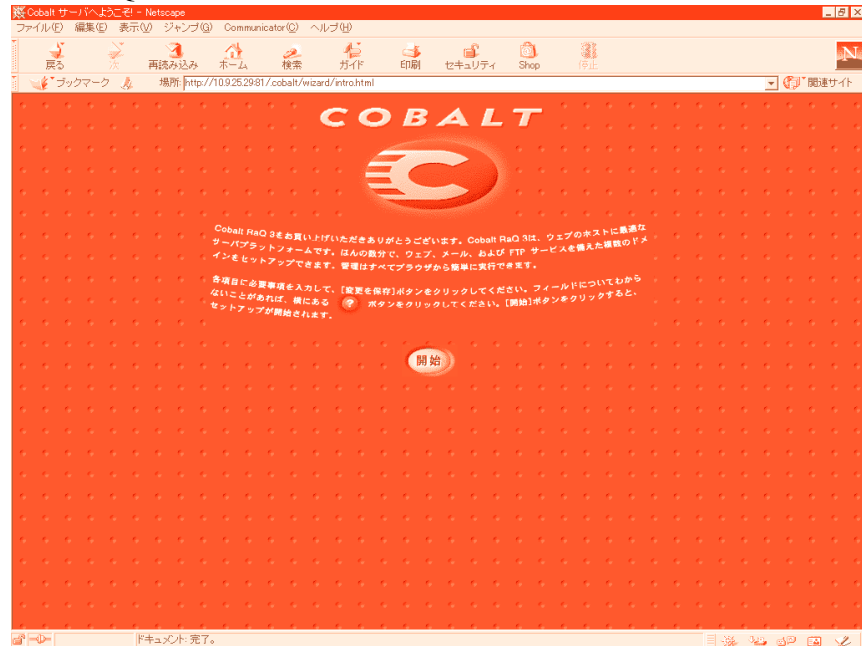 Cobalt サーバへようこそ! - Netscape
ファイル(F) 編集(E) 表示(V) ジャンプ(G) Communicator(C) ヘルプ(H)
戻る 次 再読み込み ホーム 検索 ガイド 印刷 セキュリティ Shop 停止
ブックマーク 場所: http://10.9.25.29:81/.cobalt/wizard/intro.html 関連サイト
COBALT
Cobalt RaQ 3をお買い上げいただきありがとうございます。Cobalt RaQ 3は、ウェブのホストに最適な
サーバプラットフォームです。ほんの数分で、ウェブ、メール、および FTP サービスを備えた複数のドメ
インをセットアップできます。管理はすべてブラウザから簡単に実行できます。
各項目に必要事項を入力して、[変更を保存]ボタンをクリックしてください。フィールドについてわから
ないことがあれば、横にある ? ボタンをクリックしてください。[開始]ボタンをクリックすると、
セットアップが開始されます。
開始
ドキュメント: 完了。